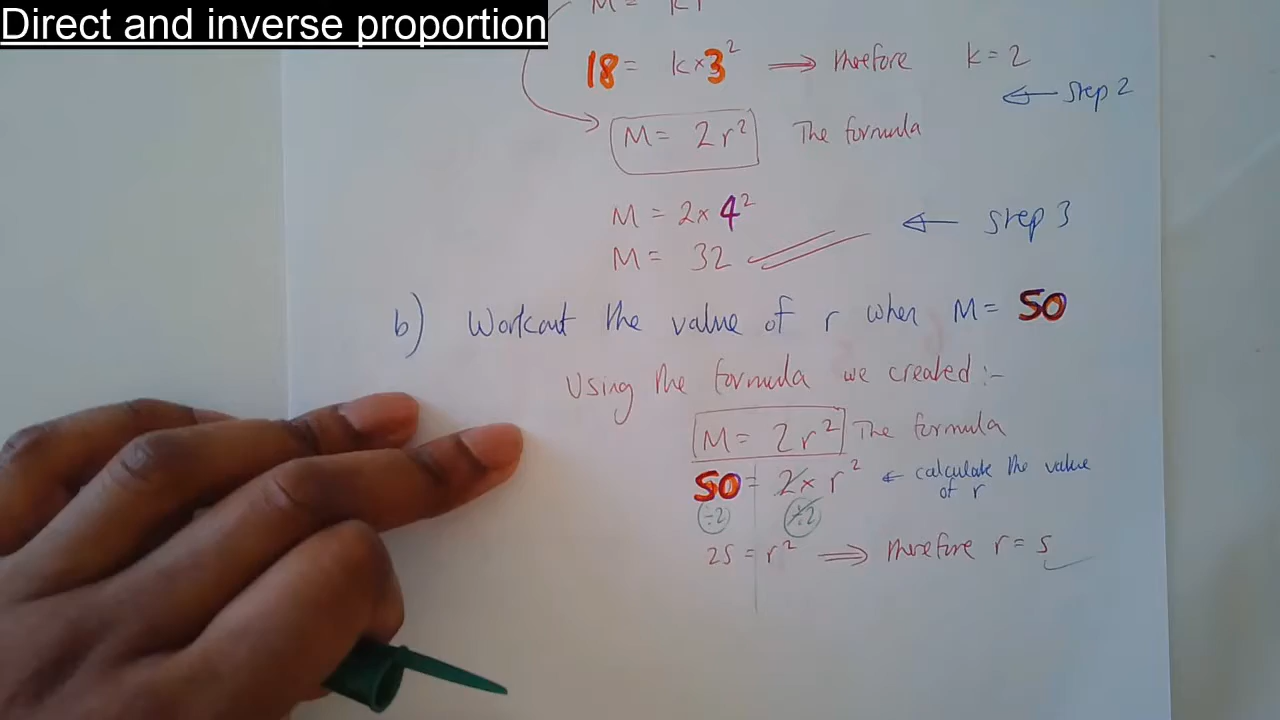 Direct and inverse proportion
M = kr
18 = k×3² ⟹ therefore k = 2
← step 2
M = 2r² The formula
M = 2×4²
← step 3
M = 32
b) Workout the value of r when M = 50
Using the formula we created:-
M = 2r² The formula
50 = 2× r² ← calculate the value of r
÷2 ÷2
25 = r² ⟹ therefore r = 5